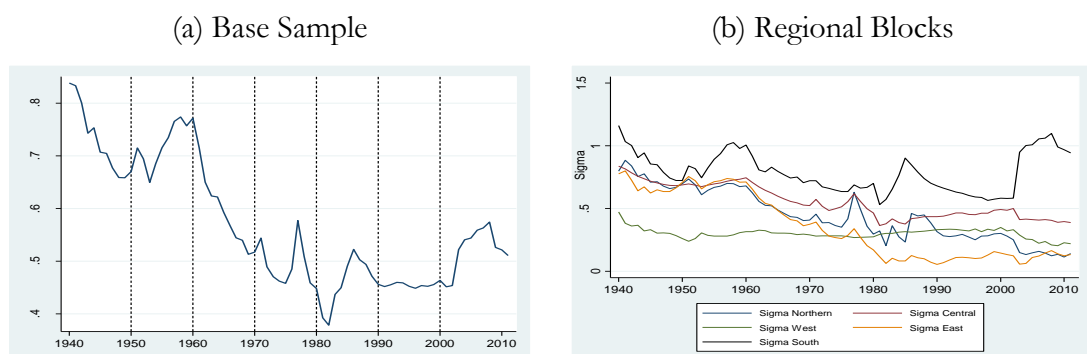 (a) Base Sample
(b) Regional Blocks
.8
.7
.6
.5
.4
1940 1950 1960 1970 1980 1990 2000 2010
Sigma
1.5
1
.5
0
1940 1950 1960 1970 1980 1990 2000 2010
Sigma Northern Sigma Central
Sigma West Sigma East
Sigma South